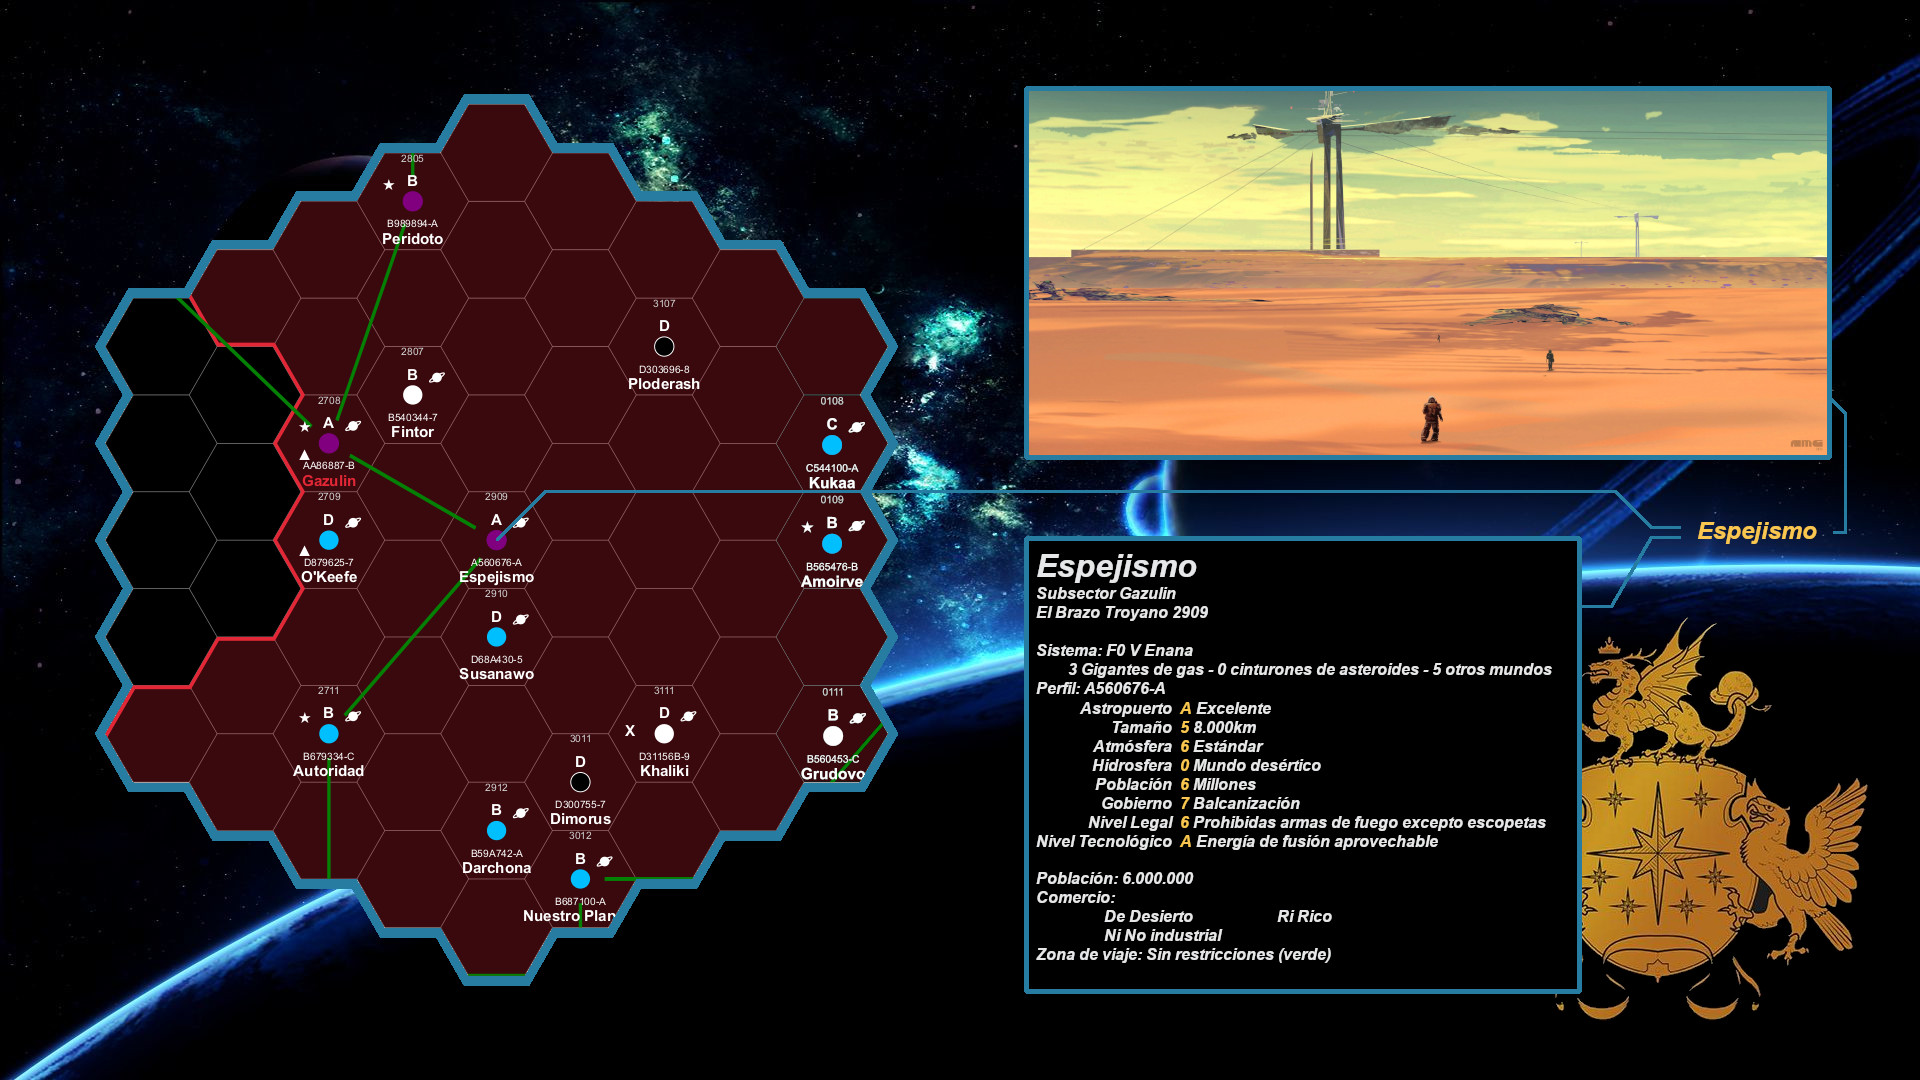 2805
B
B989894-A
Peridoto
3107
D
D303696-8
Ploderash
2807
B
B540344-7
Fintor
2708
A
AA86887-B
Gazulin
0108
C
C544100-A
Kukaa
2709
D
D879625-7
O'Keefe
2909
A
A560676-A
Espejismo
0109
B
B565476-B
Amoirve
2910
D
D68A430-5
Susanawo
2711
B
B679334-C
Autoridad
3111
X
D
D31156B-9
Khaliki
0111
B
B560453-C
Grudovo
3011
D
D300755-7
Dimorus
2912
B
B59A742-A
Darchona
3012
B
B687100-A
Nuestro Plan
Espejismo
Espejismo
Subsector Gazulin
El Brazo Troyano 2909
Sistema: F0 V Enana
3 Gigantes de gas - 0 cinturones de asteroides - 5 otros mundos
Perfil: A560676-A
Astropuerto A Excelente
Tamaño 5 8.000km
Atmósfera 6 Estándar
Hidrosfera 0 Mundo desértico
Población 6 Millones
Gobierno 7 Balcanización
Nivel Legal 6 Prohibidas armas de fuego excepto escopetas
Nivel Tecnológico A Energía de fusión aprovechable
Población: 6.000.000
Comercio:
De Desierto Ri Rico
Ni No industrial
Zona de viaje: Sin restricciones (verde)